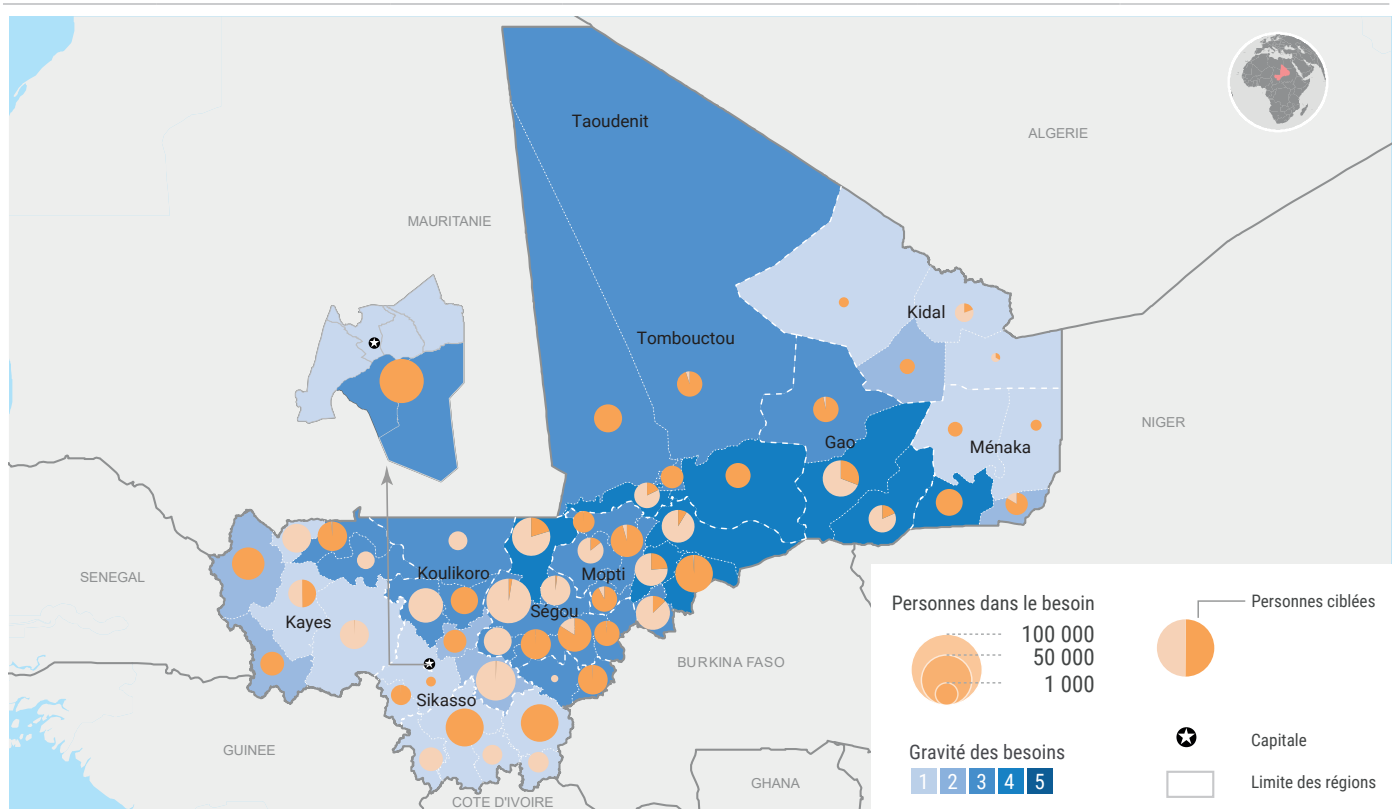 Taoudenit
ALGERIE
MAURITANIE
Kidal
Tombouctou
NIGER
Gao
Ménaka
SENEGAL
Koulikoro
Mopti
Ségou
Kayes
BURKINA FASO
Sikasso
GUINEE
GHANA
COTE D'IVOIRE
Personnes dans le besoin
100 000
50 000
1 000
Personnes ciblées
Gravité des besoins
1 2 3 4 5
Capitale
Limite des régions